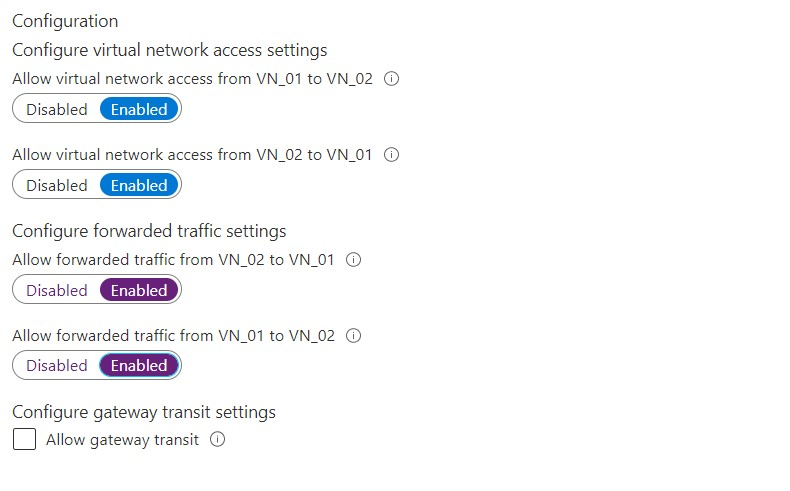 Configuration
Configure virtual network access settings
Allow virtual network access from VN_01 to VN_02
Disabled Enabled
Allow virtual network access from VN_02 to VN_01
Disabled Enabled
Configure forwarded traffic settings
Allow forwarded traffic from VN_02 to VN_01
Disabled Enabled
Allow forwarded traffic from VN_01 to VN_02
Disabled Enabled
Configure gateway transit settings
Allow gateway transit